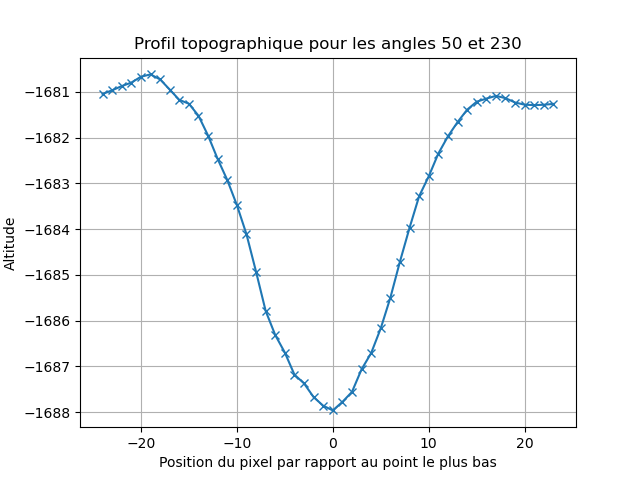 Profil topographique pour les angles 50 et 230
Altitude
−1681
−1682
−1683
−1684
−1685
−1686
−1687
−1688
−20 −10 0 10 20
Position du pixel par rapport au point le plus bas